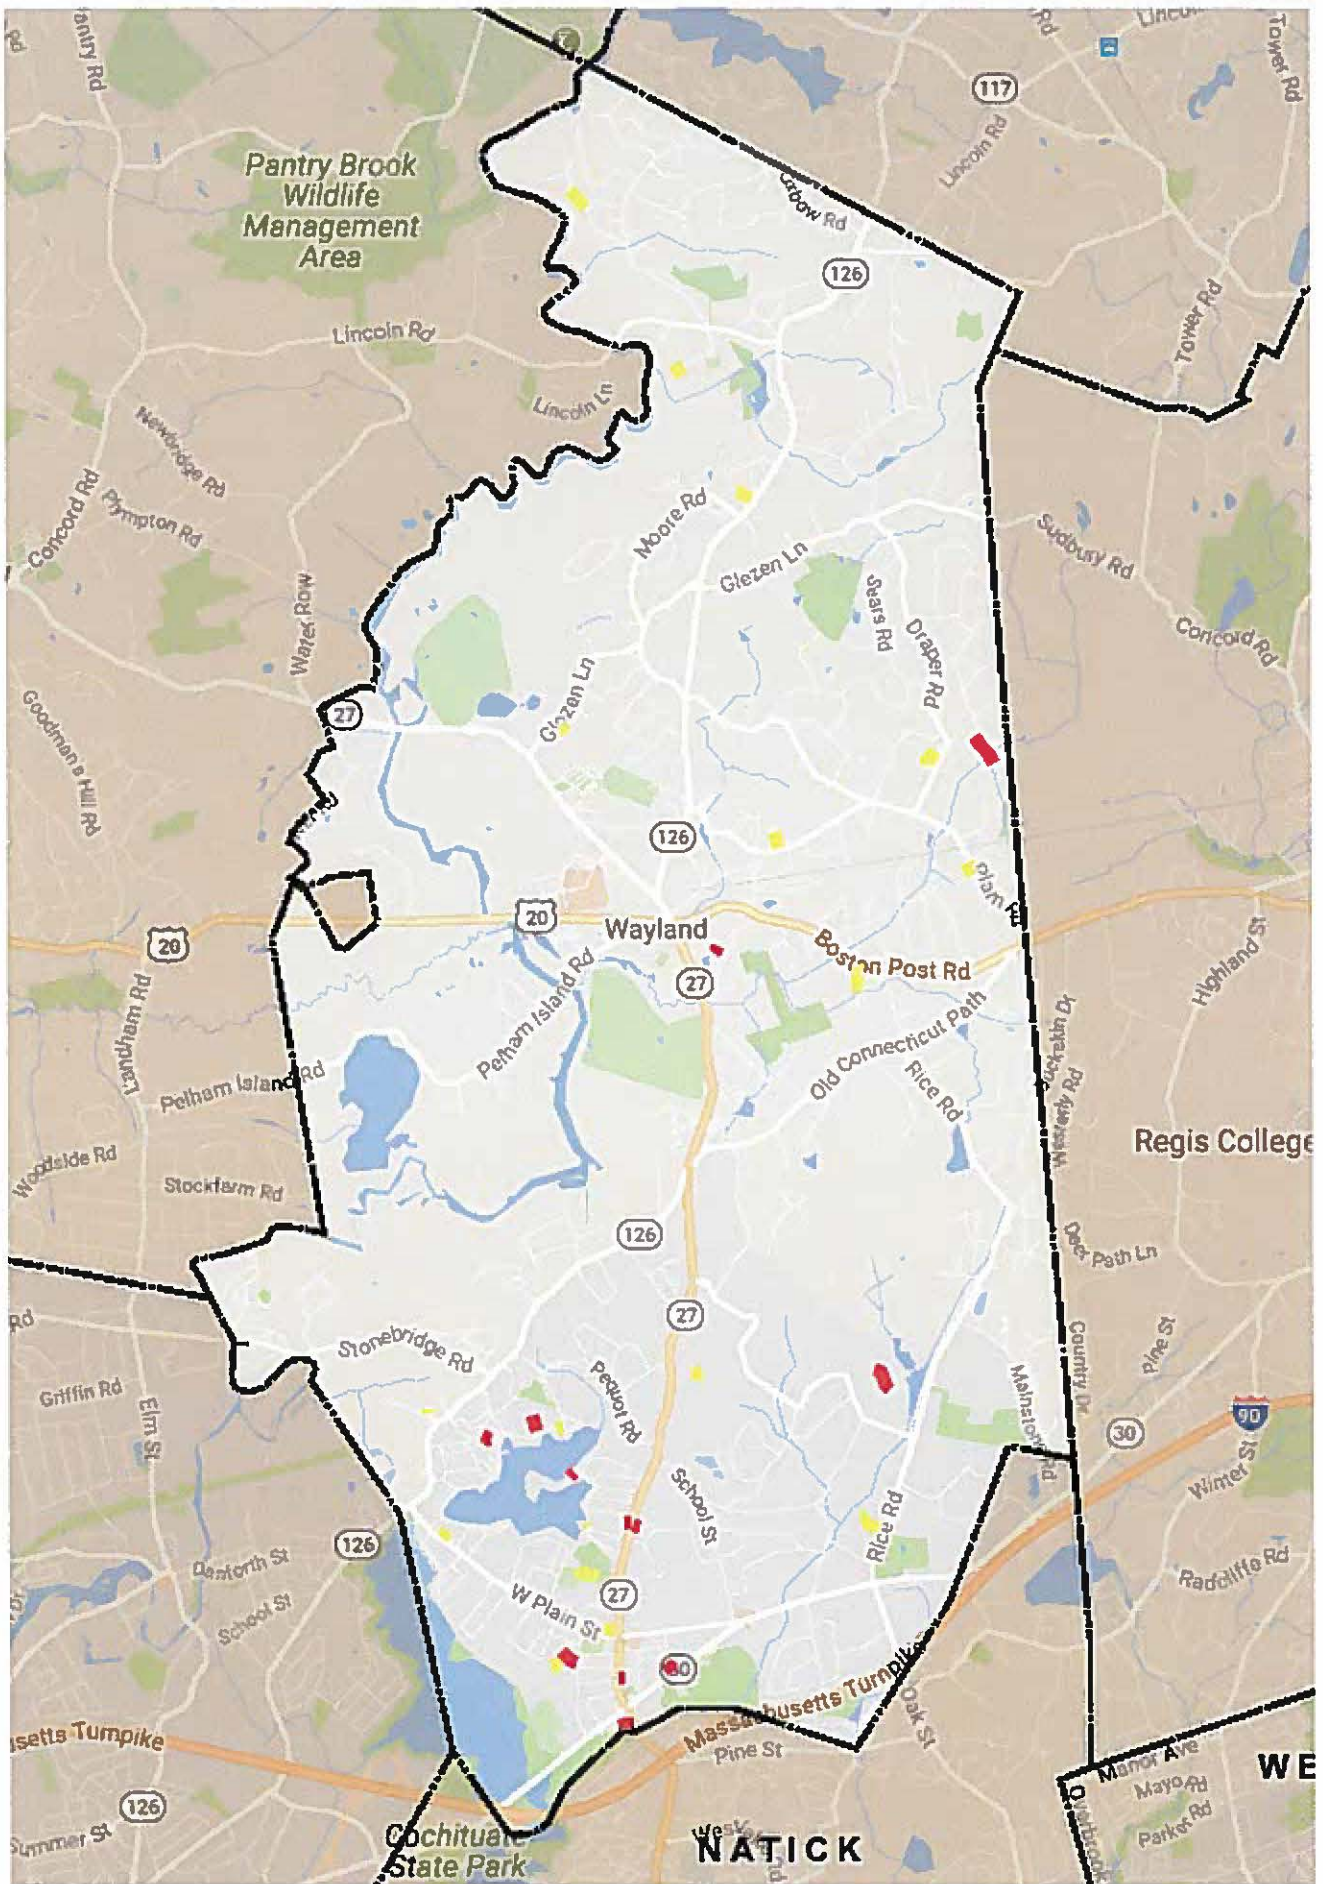 Pantry Brook
Wildlife
Management
Area
117
Lincoln Rd
Tower Rd
Rd
126
Lincoln Rd
Tower Rd
Lincoln Ln
Newbridge Rd
Concord Rd
Plympton Rd
Moore Rd
Glezen Ln
Sudbury Rd
Water Row
Sears Rd
Draper Rd
Concord Rd
Glezen Ln
27
Goodman's Hill Rd
126
20
Wayland
20
Boston Post Rd
27
Highland St
Landham Rd
Pelham Island Rd
Old Connecticut Path
Rice Rd
Pelham Island Rd
Westerly Rd
Regis College
Woodside Rd
Stockfarm Rd
126
Deer Path Ln
27
Rd
Stonebridge Rd
Country Dr
Pine St
Griffin Rd
Pequot Rd
Elm St
90
30
Winter St
School St
Rice Rd
126
Danforth St
Radcliffe Rd
School St
27
W Plain St
Massachusetts Turnpike
Oak St
setts Turnpike
Pine St
Manor Ave
WE
Mayo Rd
126
Parker Rd
Overbrook
Summer St
Cochituate
State Park
NATICK